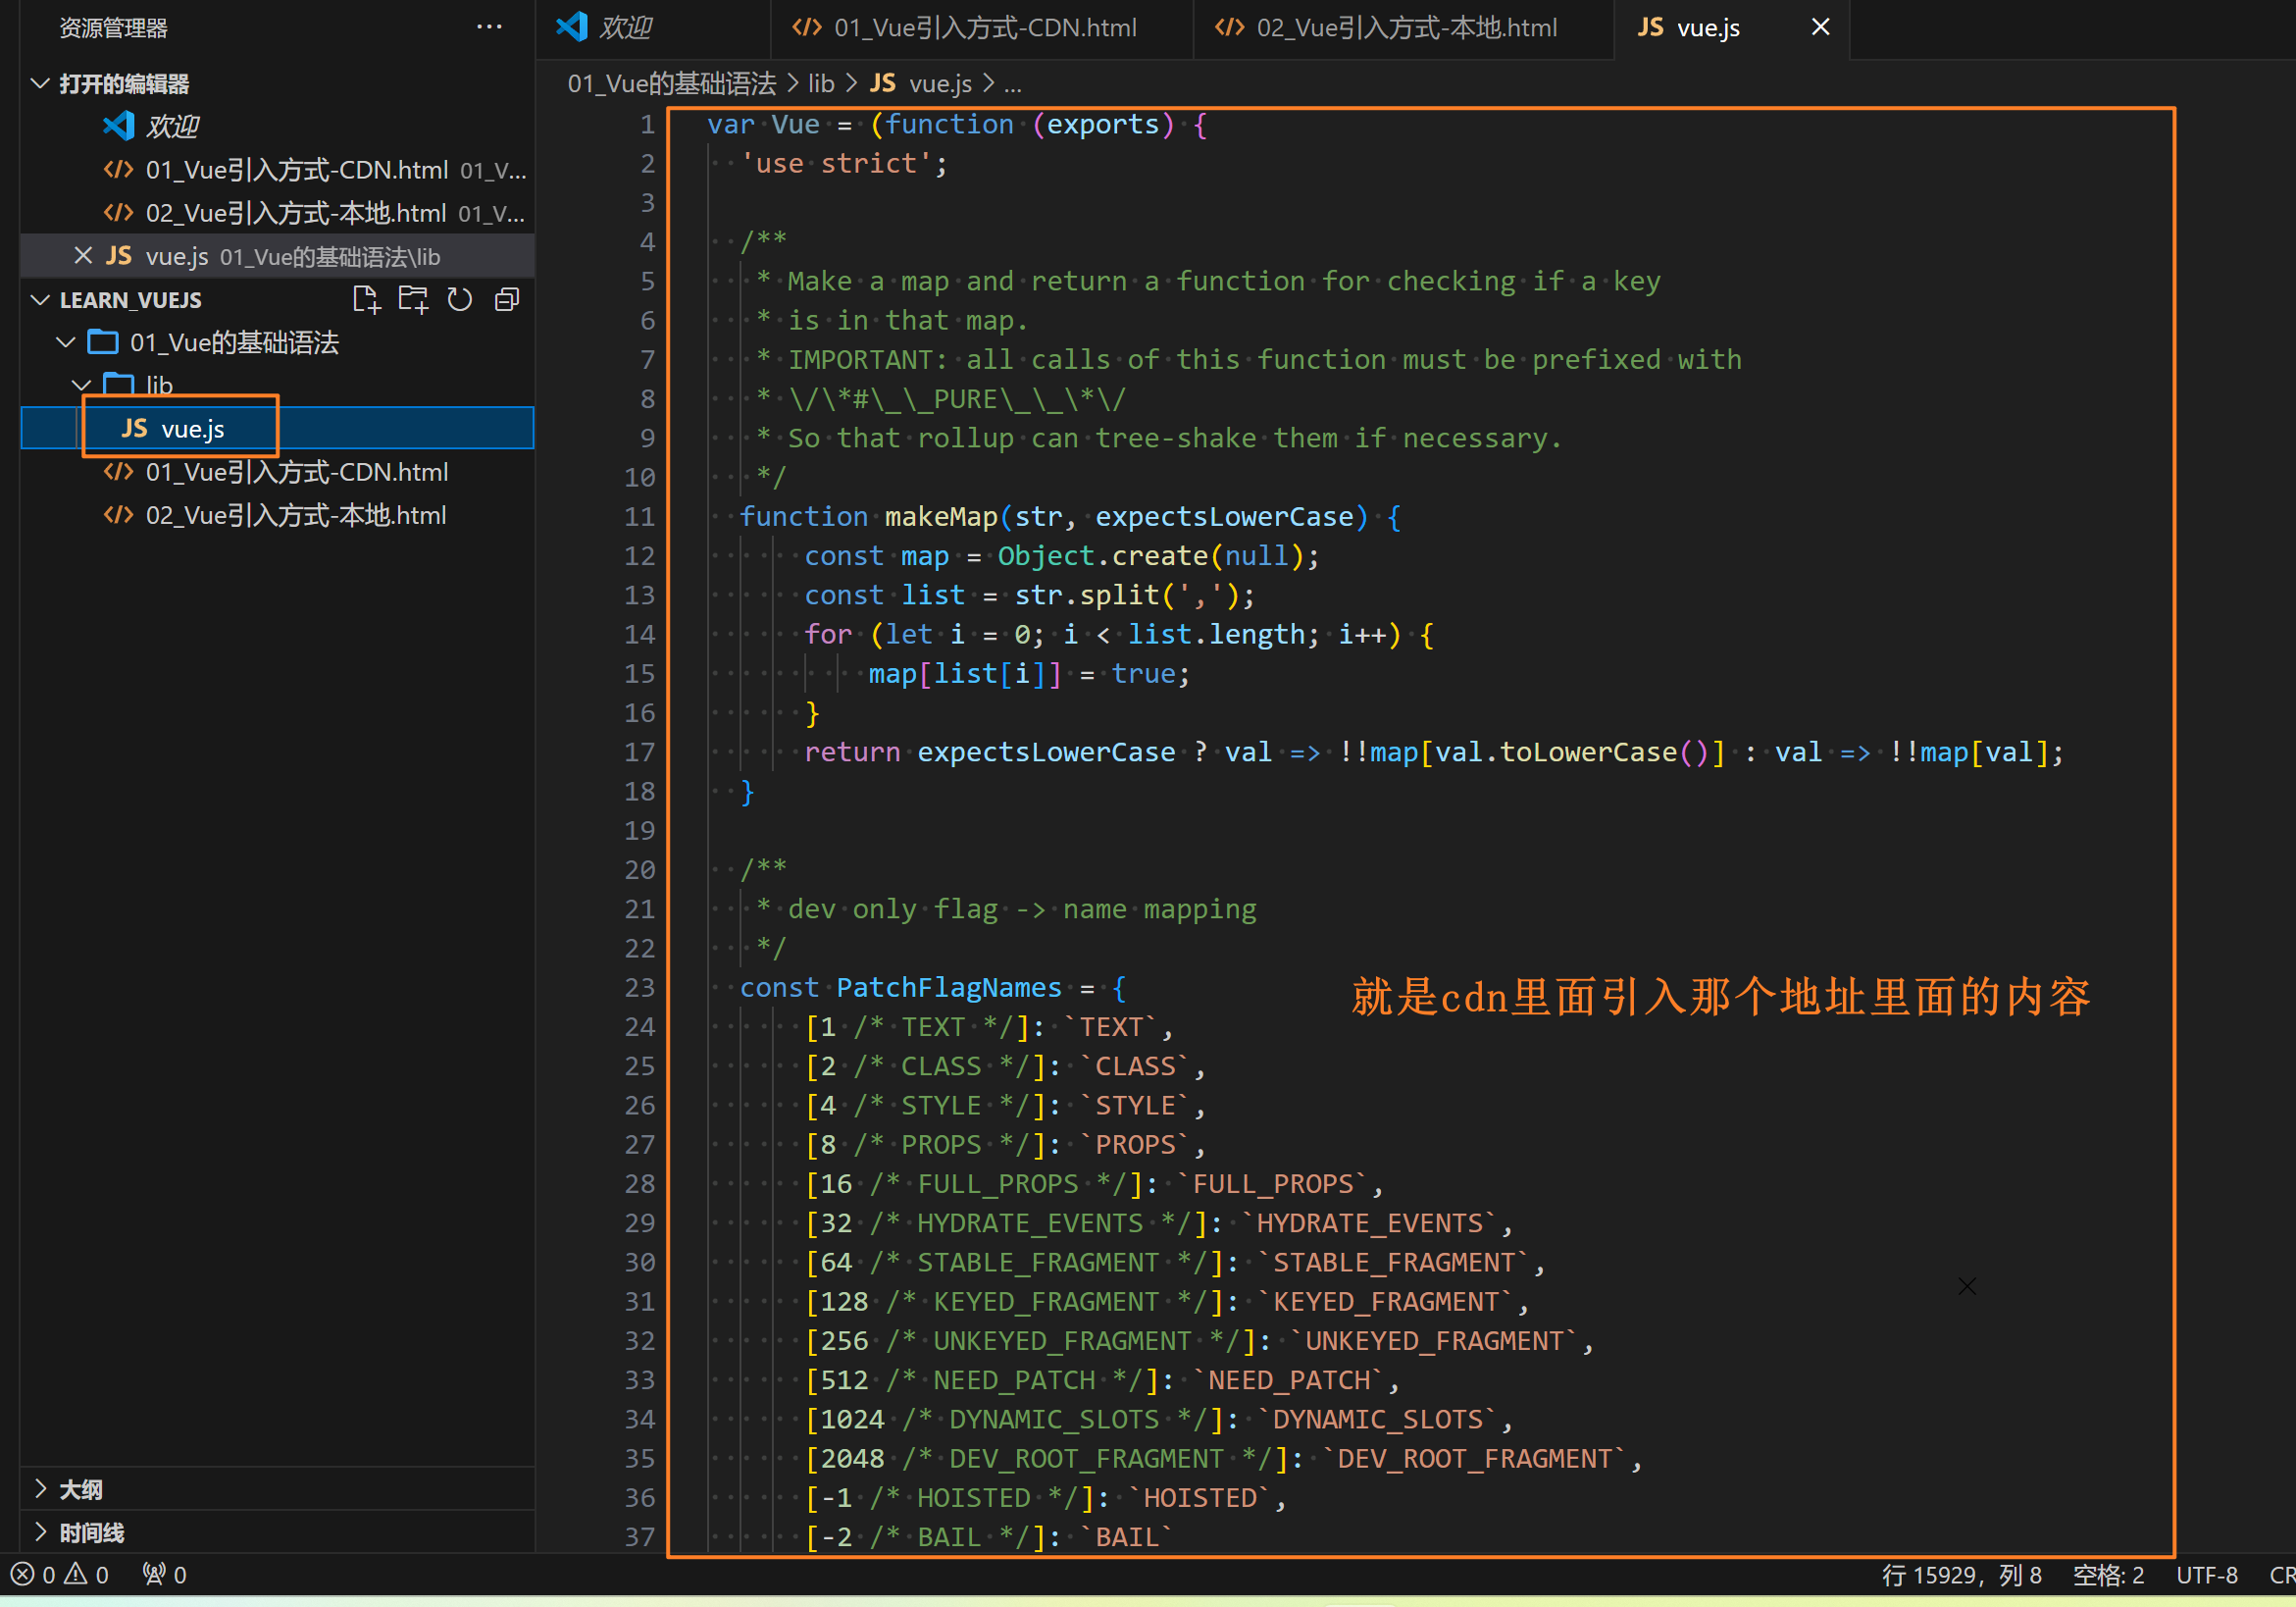 资源管理器
欢迎
01_Vue引入方式-CDN.html
02_Vue引入方式-本地.html
JS vue.js
打开的编辑器
欢迎
01_Vue引入方式-CDN.html 01_V...
02_Vue引入方式-本地.html 01_V...
JS vue.js 01_Vue的基础语法\lib
LEARN_VUEJS
01_Vue的基础语法
lib
JS vue.js
01_Vue引入方式-CDN.html
02_Vue引入方式-本地.html
大纲
时间线
01_Vue的基础语法 > lib > JS vue.js > ...
1 var Vue = (function (exports) {
2 'use strict';
3
4 /**
5 * Make a map and return a function for checking if a key
6 * is in that map.
7 * IMPORTANT: all calls of this function must be prefixed with
8 * \/\*#\_\_PURE\_\_\*\/
9 * So that rollup can tree-shake them if necessary.
10 */
11 function makeMap(str, expectsLowerCase) {
12 const map = Object.create(null);
13 const list = str.split(',');
14 for (let i = 0; i < list.length; i++) {
15 map[list[i]] = true;
16 }
17 return expectsLowerCase ? val => !!map[val.toLowerCase()] : val => !!map[val];
18 }
19
20 /**
21 * dev only flag -> name mapping
22 */
23 const PatchFlagNames = {
就是cdn里面引入那个地址里面的内容
24 [1 /* TEXT */]: `TEXT`,
25 [2 /* CLASS */]: `CLASS`,
26 [4 /* STYLE */]: `STYLE`,
27 [8 /* PROPS */]: `PROPS`,
28 [16 /* FULL_PROPS */]: `FULL_PROPS`,
29 [32 /* HYDRATE_EVENTS */]: `HYDRATE_EVENTS`,
30 [64 /* STABLE_FRAGMENT */]: `STABLE_FRAGMENT`,
31 [128 /* KEYED_FRAGMENT */]: `KEYED_FRAGMENT`,
32 [256 /* UNKEYED_FRAGMENT */]: `UNKEYED_FRAGMENT`,
33 [512 /* NEED_PATCH */]: `NEED_PATCH`,
34 [1024 /* DYNAMIC_SLOTS */]: `DYNAMIC_SLOTS`,
35 [2048 /* DEV_ROOT_FRAGMENT */]: `DEV_ROOT_FRAGMENT`,
36 [-1 /* HOISTED */]: `HOISTED`,
37 [-2 /* BAIL */]: `BAIL`
0 0 0
行 15929，列 8 空格: 2 UTF-8 CR